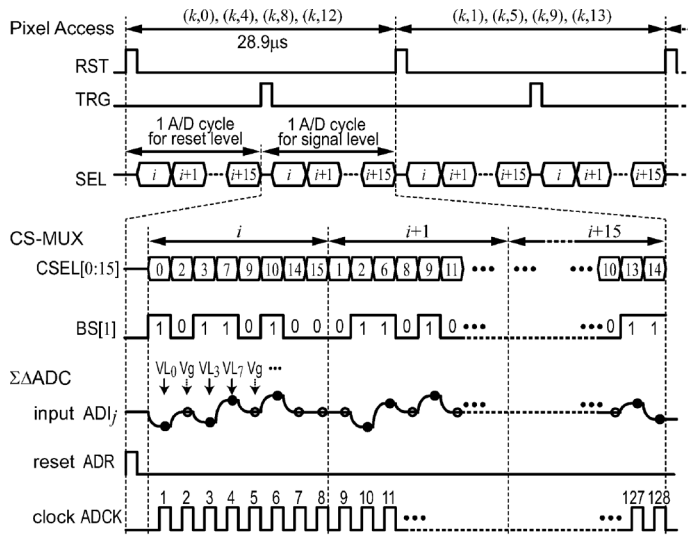 Pixel Access (k,0), (k,4), (k,8), (k,12) (k,1), (k,5), (k,9), (k,13)
28.9μs
RST
TRG
1 A/D cycle for reset level 1 A/D cycle for signal level
SEL i i+1 i+15 i i+1 i+15 i i+1 i+15 i i+1 i+15
CS-MUX i i+1 i+15
CSEL[0:15] 0 2 3 7 9 10 14 15 1 2 6 8 9 11 ••• ••• ••• 10 13 14
BS[1] 1 0 1 1 0 1 0 0 0 1 1 0 1 0 ••• ••• 0 1 1
ΣΔADC VL0 Vg VL3 VL7 Vg •••
input ADIj ••• •••
reset ADR
1 2 3 4 5 6 7 8 9 10 11 127 128
clock ADCK ••• •••